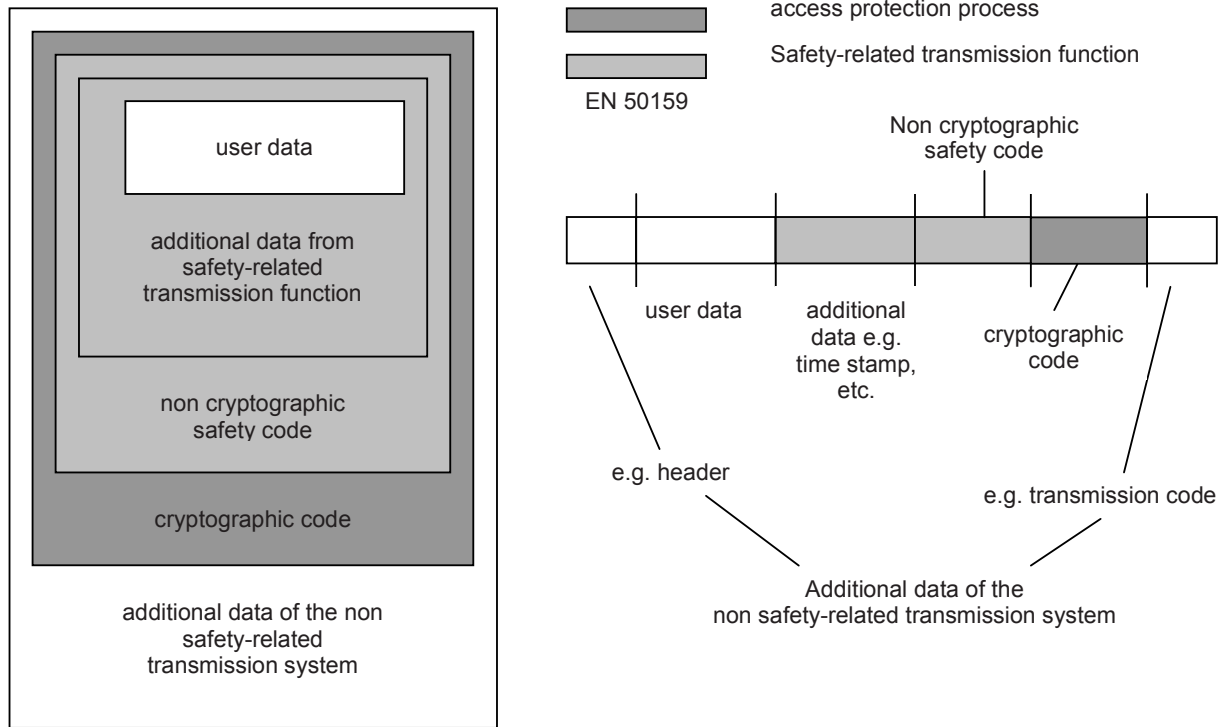 user data
additional data from
safety-related
transmission function
non cryptographic
safety code
cryptographic code
additional data of the non
safety-related
transmission system
access protection process
Safety-related transmission function
EN 50159
Non cryptographic
safety code
user data
additional
data e.g.
time stamp,
etc.
cryptographic
code
e.g. header
e.g. transmission code
Additional data of the
non safety-related transmission system